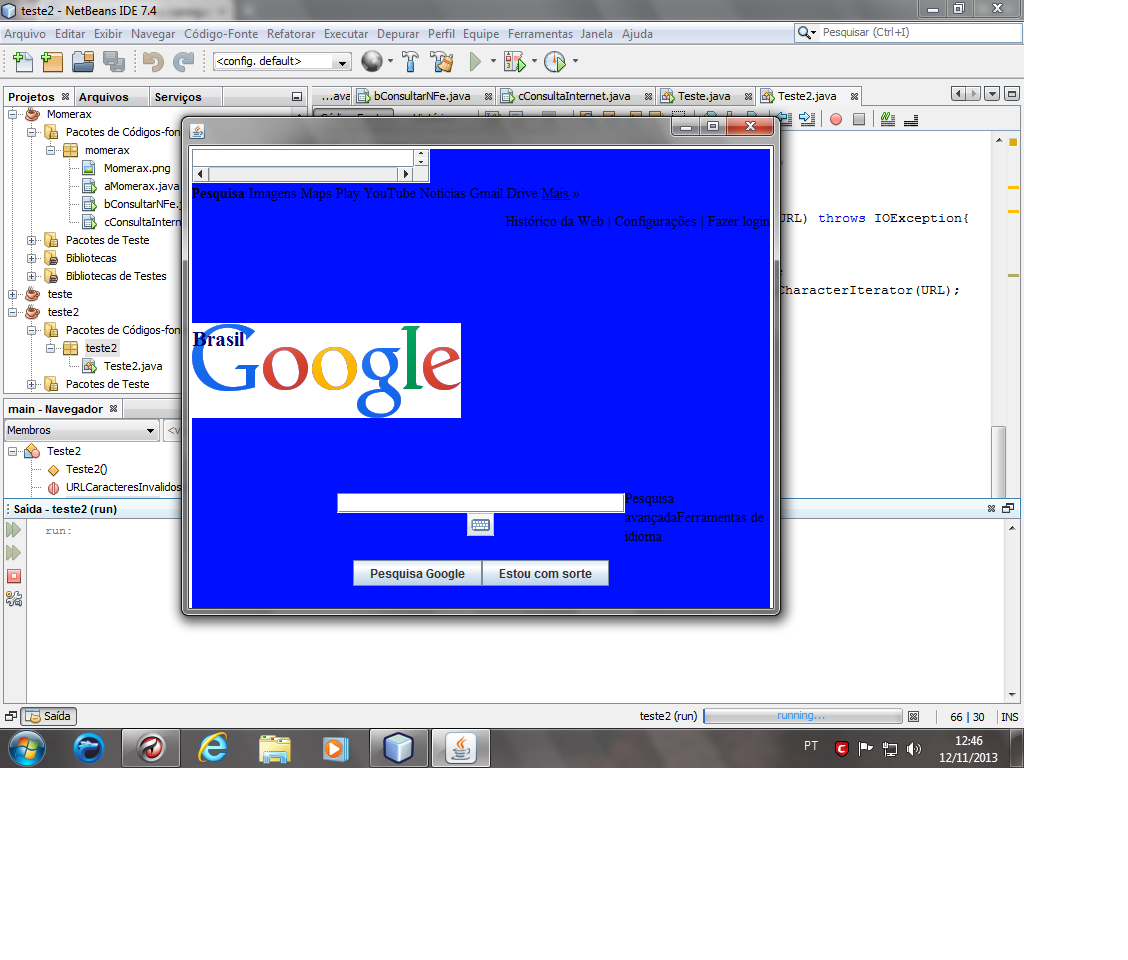 teste2 - NetBeans IDE 7.4
Arquivo Editar Exibir Navegar Código-Fonte Refatorar Executar Depurar Perfil Equipe Ferramentas Janela Ajuda
Pesquisar (Ctrl+I)
<config. default>
Projetos Arquivos Serviços
...ava bConsultarNFe.java cConsultaInternet.java Teste.java Teste2.java
Momerax
Pacotes de Códigos-fon
momerax
Momerax.png
aMomerax.java
bConsultarNFe.
cConsultaIntern
Pacotes de Teste
Bibliotecas
Bibliotecas de Testes
teste
teste2
Pacotes de Códigos-fon
teste2
Teste2.java
Pacotes de Teste
URL) throws IOException{
CharacterIterator(URL);
Pesquisa Imagens Maps Play YouTube Notícias Gmail Drive Mais »
Histórico da Web | Configurações | Fazer login
Brasil
Google
Pesquisa
avançadaFerramentas de
idioma
Pesquisa Google Estou com sorte
main - Navegador
Membros
<v
Teste2
Teste2()
URLCaracteresInvalidos
Saída - teste2 (run)
run:
Saída
teste2 (run) running... 66 | 30 INS
PT
12:46
12/11/2013